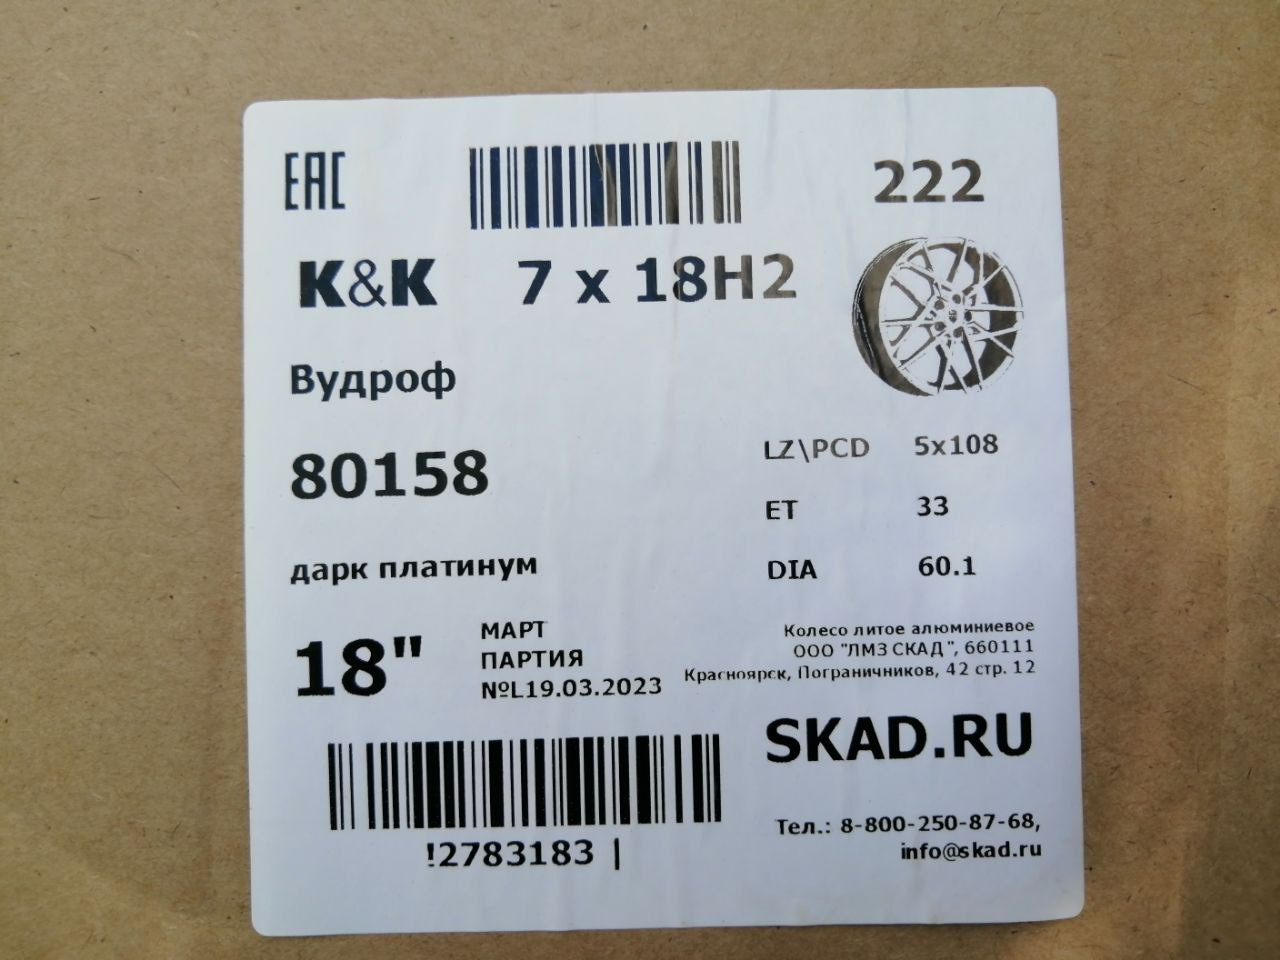 EAC
222
K&K 7 x 18H2
Вудроф
80158
LZ\PCD 5x108
ET 33
DIA 60.1
дарк платинум
18"
МАРТ
ПАРТИЯ
№L19.03.2023
Колесо литое алюминиевое
ООО "ЛМЗ СКАД", 660111
Красноярск, Пограничников, 42 стр. 12
SKAD.RU
!2783183 |
Тел.: 8-800-250-87-68,
info@skad.ru